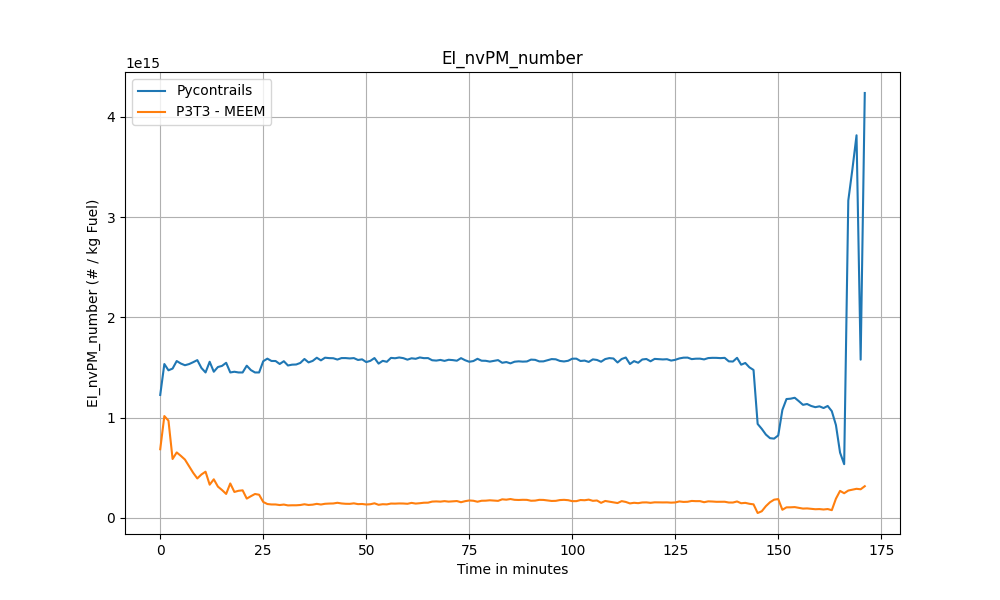 EI_nvPM_number
1e15
Pycontrails
P3T3 - MEEM
EI_nvPM_number (# / kg Fuel)
4
3
2
1
0
0 25 50 75 100 125 150 175
Time in minutes